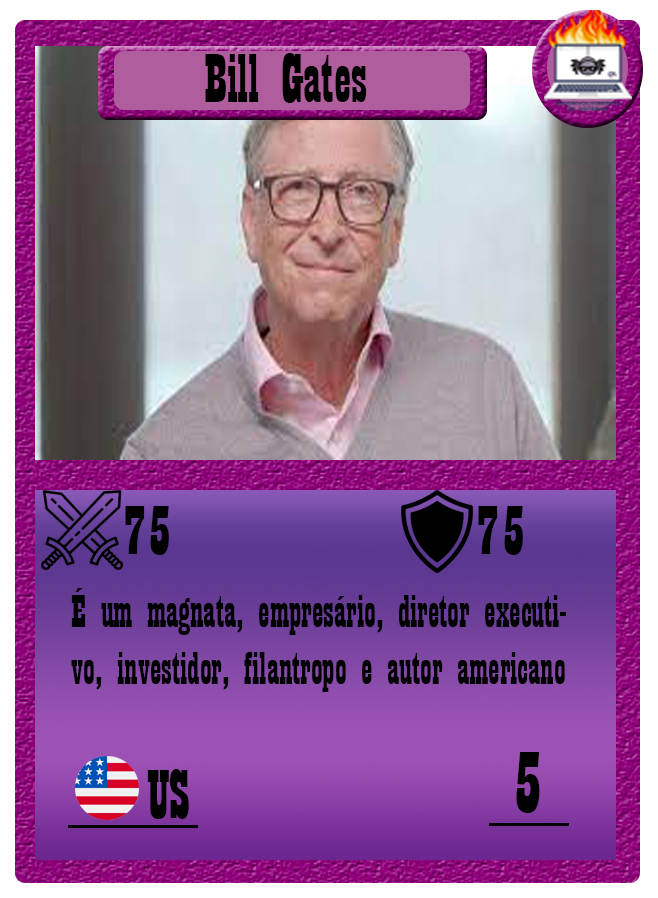 Bill Gates
75
75
É um magnata, empresário, diretor executi-
vo, investidor, filantropo e autor americano
US
5